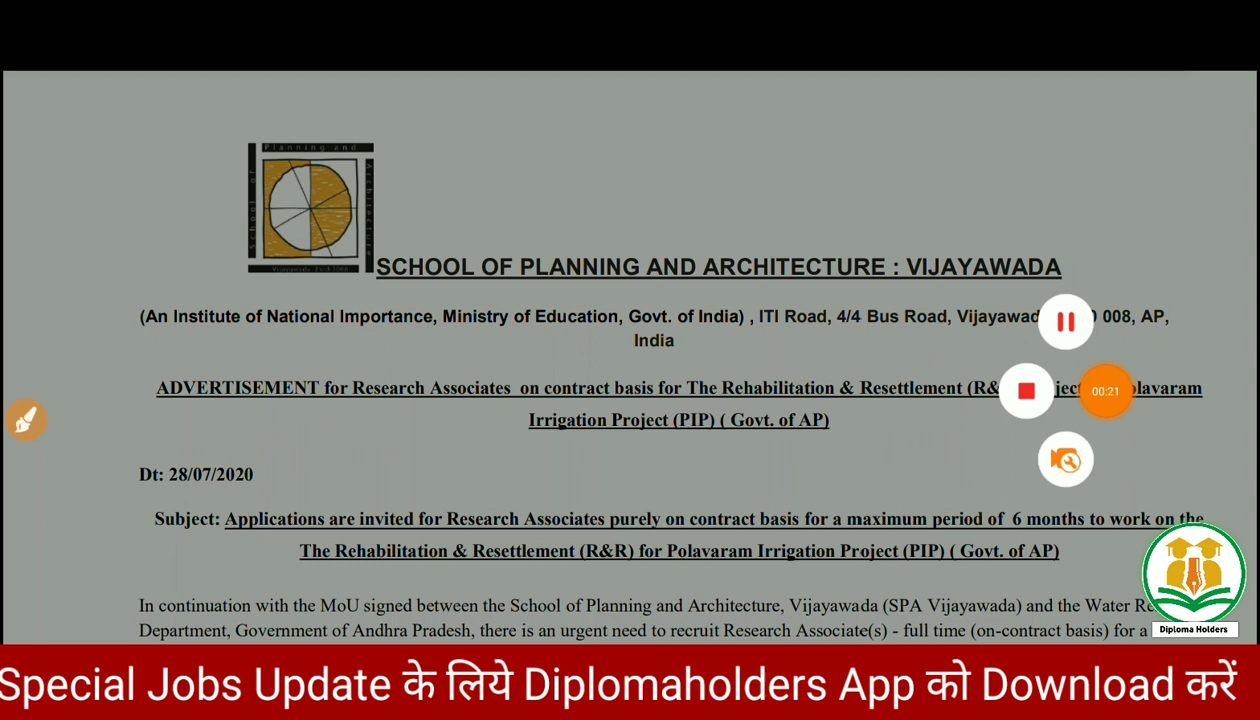 Planning and
School of
Architecture
SCHOOL OF PLANNING AND ARCHITECTURE : VIJAYAWADA
(An Institute of National Importance, Ministry of Education, Govt. of India) , ITI Road, 4/4 Bus Road, 008, AP,
India
ADVERTISEMENT for Research Associates on contract basis for The Rehabilitation & Resettlement
Irrigation Project (PIP) ( Govt. of AP)
00:21
Dt: 28/07/2020
Subject: Applications are invited for Research Associates purely on contract basis for a maximum period of 6 months to work on the
The Rehabilitation & Resettlement (R&R) for Polavaram Irrigation Project (PIP) ( Govt. of AP)
In continuation with the MoU signed between the School of Planning and Architecture, Vijayawada (SPA Vijayawada) and the Water
Department, Government of Andhra Pradesh, there is an urgent need to recruit Research Associate(s) - full time (on-contract basis) for a
Diploma Holders
Special Jobs Update के लिये Diplomaholders App को Download करें